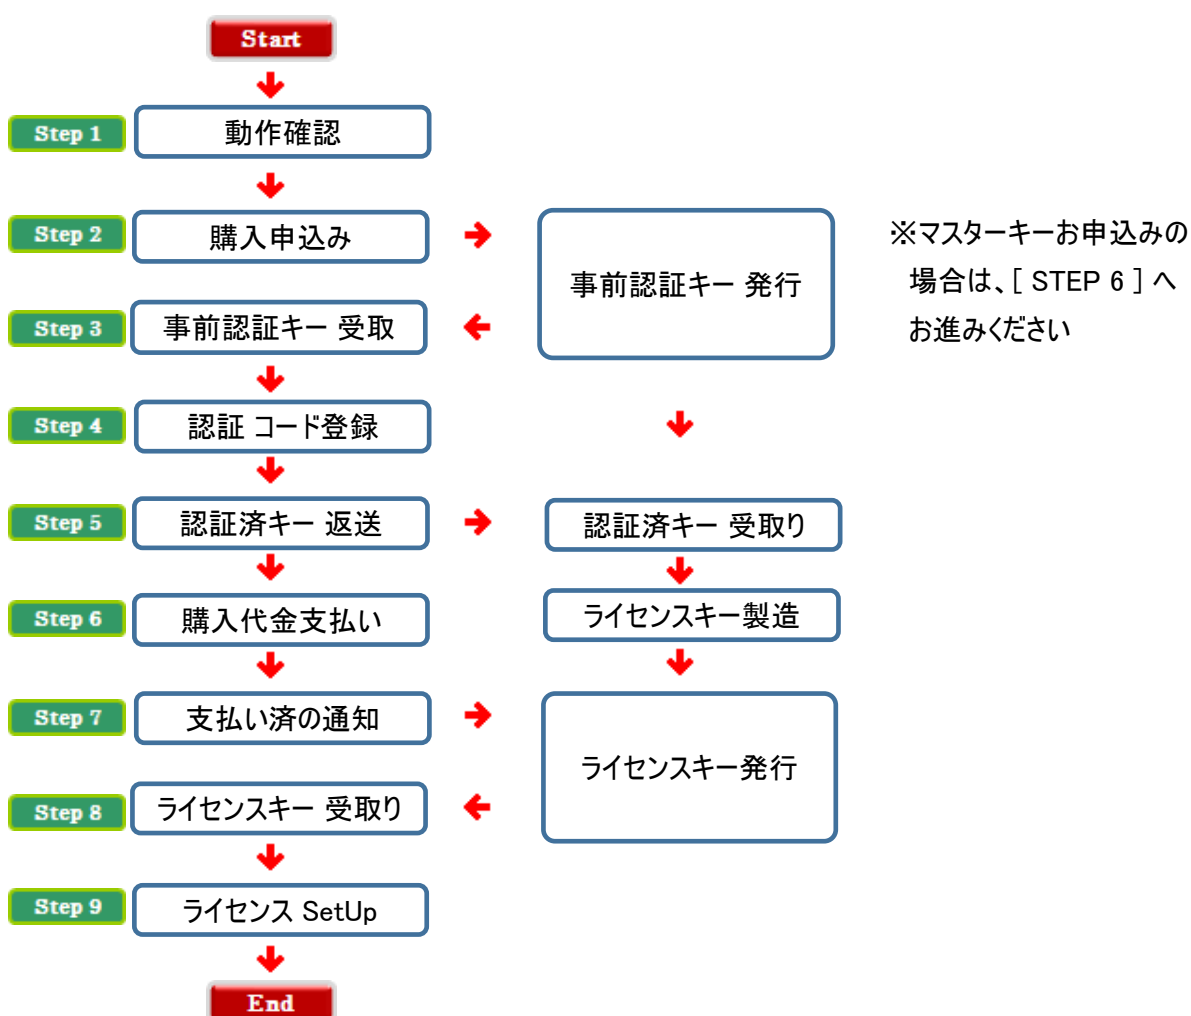 Start
Step 1
動作確認
Step 2
購入申込み
事前認証キー 発行
※マスターキーお申込みの
場合は、[ STEP 6 ] へ
お進みください
Step 3
事前認証キー 受取
Step 4
認証 コード登録
Step 5
認証済キー 返送
認証済キー 受取り
Step 6
購入代金支払い
ライセンスキー製造
Step 7
支払い済の通知
ライセンスキー発行
Step 8
ライセンスキー 受取り
Step 9
ライセンス SetUp
End